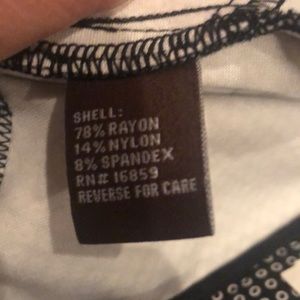 SHELL:
78% RAYON
14% NYLON
8% SPANDEX
RN# 16859
REVERSE FOR CARE